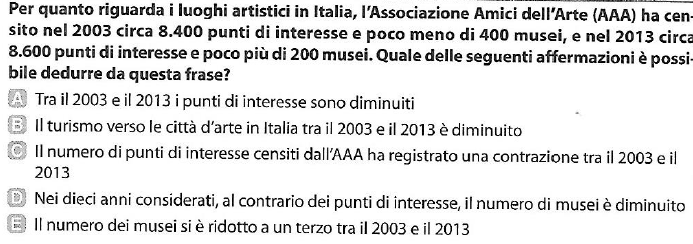 Per quanto riguarda i luoghi artistici in Italia, l'Associazione Amici dell'Arte (AAA) ha cen-
sito nel 2003 circa 8.400 punti di interesse e poco meno di 400 musei, e nel 2013 circa
8.600 punti di interesse e poco più di 200 musei. Quale delle seguenti affermazioni è possi-
bile dedurre da questa frase?
A Tra il 2003 e il 2013 i punti di interesse sono diminuiti
B Il turismo verso le città d'arte in Italia tra il 2003 e il 2013 è diminuito
C Il numero di punti di interesse censiti dall'AAA ha registrato una contrazione tra il 2003 e il
2013
D Nei dieci anni considerati, al contrario dei punti di interesse, il numero di musei è diminuito
E Il numero dei musei si è ridotto a un terzo tra il 2003 e il 2013